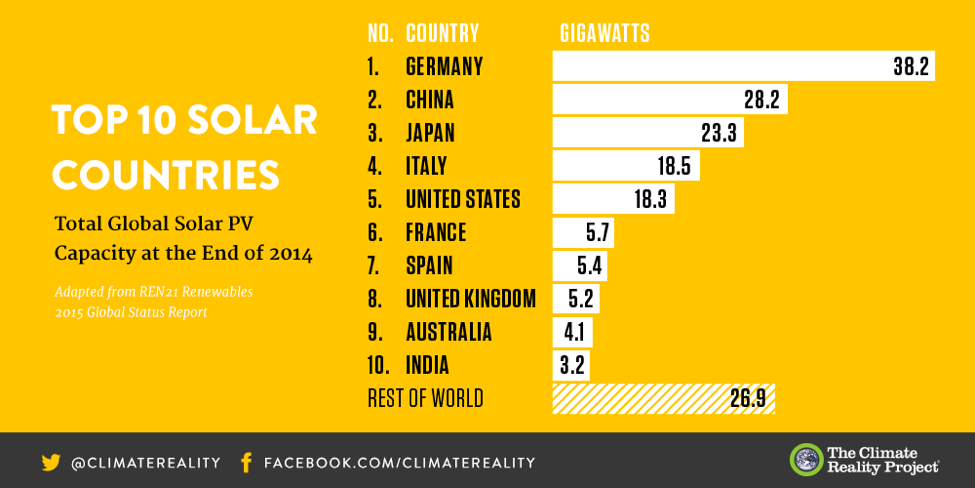 TOP 10 SOLAR
COUNTRIES
Total Global Solar PV
Capacity at the End of 2014
Adapted from REN21 Renewables
2015 Global Status Report
NO. COUNTRY GIGAWATTS
1. GERMANY 38.2
2. CHINA 28.2
3. JAPAN 23.3
4. ITALY 18.5
5. UNITED STATES 18.3
6. FRANCE 5.7
7. SPAIN 5.4
8. UNITED KINGDOM 5.2
9. AUSTRALIA 4.1
10. INDIA 3.2
REST OF WORLD 26.9
@CLIMATEREALITY FACEBOOK.COM/CLIMATEREALITY
The Climate
Reality Project®